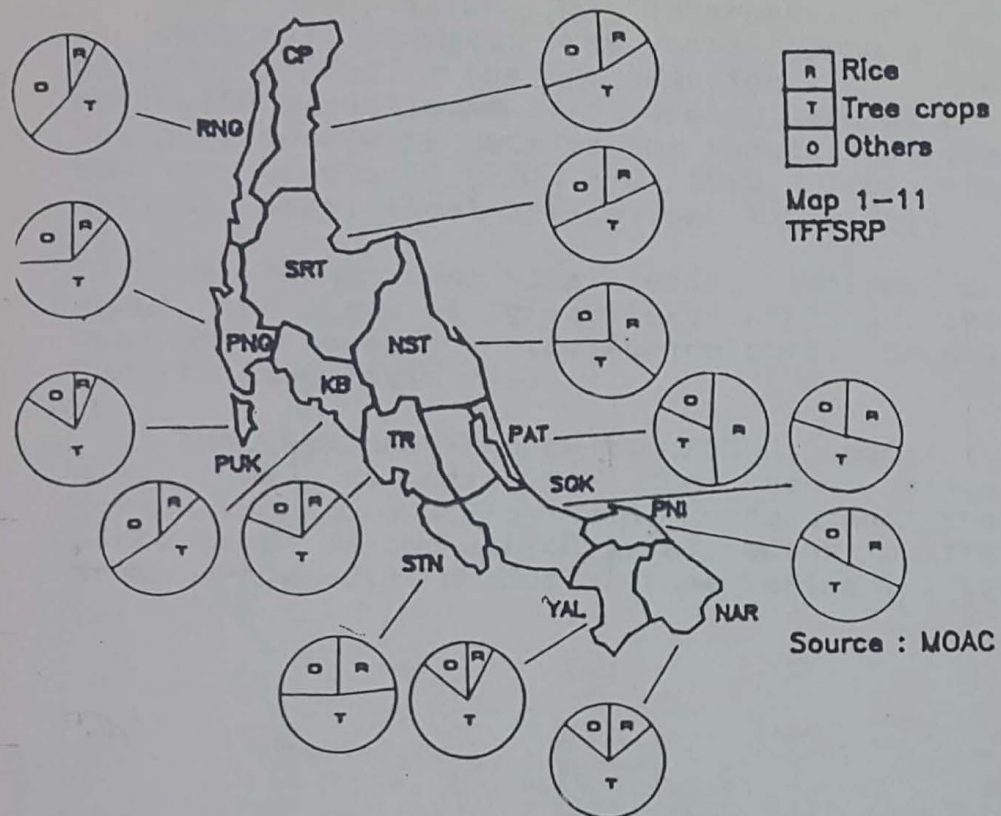 R Rice
T Tree crops
O Others
Map 1-11
TFFSRP
CP
RNG
SRT
PNG
NST
KB
PUK
TR
PAT
SGK
PNI
STN
YAL
NAR
O R T
O R T
O R T
O R T
O R T
O R T
O R T
O R T
O R T
O R T
O R T
O R T
O R T
O R T
Source : MOAC